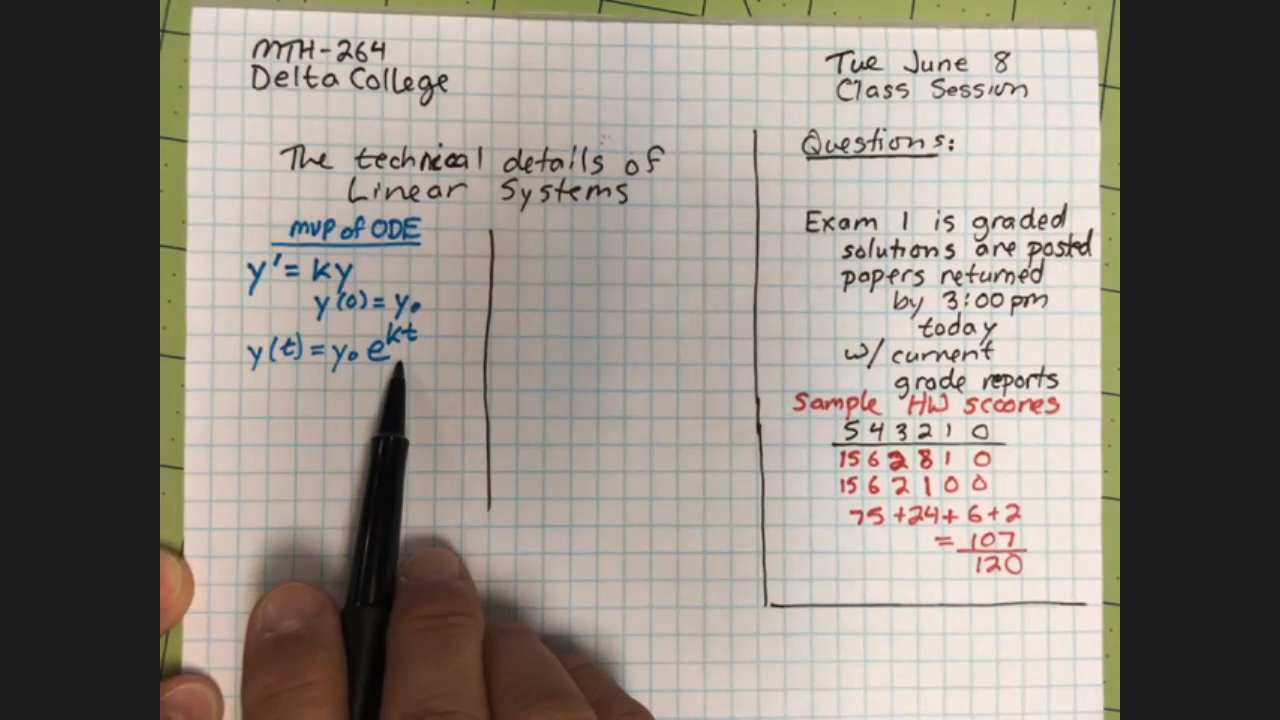 MTH-264
Delta College
Tue June 8
Class Session
The technical details of
Linear Systems
MVP of ODE
y' = ky
y(0) = y₀
y(t) = y₀ e^kt
Questions:
Exam 1 is graded
solutions are posted
papers returned
by 3:00pm
today
w/ current
grade reports
Sample HW scores
5 4 3 2 1 0
15 6 2 8 1 0
15 6 2 1 0 0
75 + 24 + 6 + 2
= 107
120